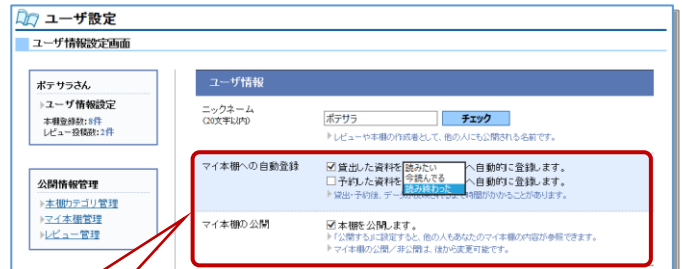 ユーザ設定
ユーザ情報設定画面
ポテサラさん
ユーザ情報設定
本棚登録数:8件
レビュー投稿数:2件
公開情報管理
本棚カテゴリ管理
マイ本棚管理
レビュー管理
ユーザ情報
ニックネーム
(20文字以内)
ポテサラ
チェック
レビューや本棚の作成者として、他の人にも公開される名前です。
マイ本棚への自動登録
貸出した資料を 読みたい へ自動的に登録します。
今読んでる
予約した資料を 読み終わった へ自動的に登録します。
貸出・予約後、デー 時間がかかることがあります。
マイ本棚の公開
本棚を公開します。
「公開する」に設定すると、他の人もあなたのマイ本棚の内容が参照できます。
マイ本棚の公開/非公開は、後から変更可能です。